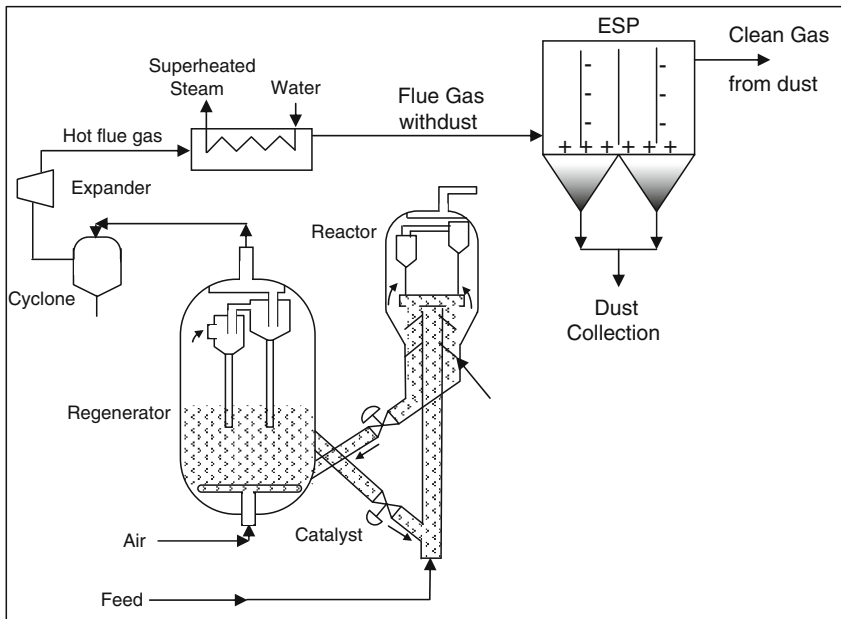 ESP
Clean Gas
from dust
Superheated
Steam
Water
Flue Gas
withdust
Hot flue gas
- -
- -
- -
+ + + + + +
Expander
Reactor
Cyclone
Dust
Collection
Regenerator
Catalyst
Air
Feed